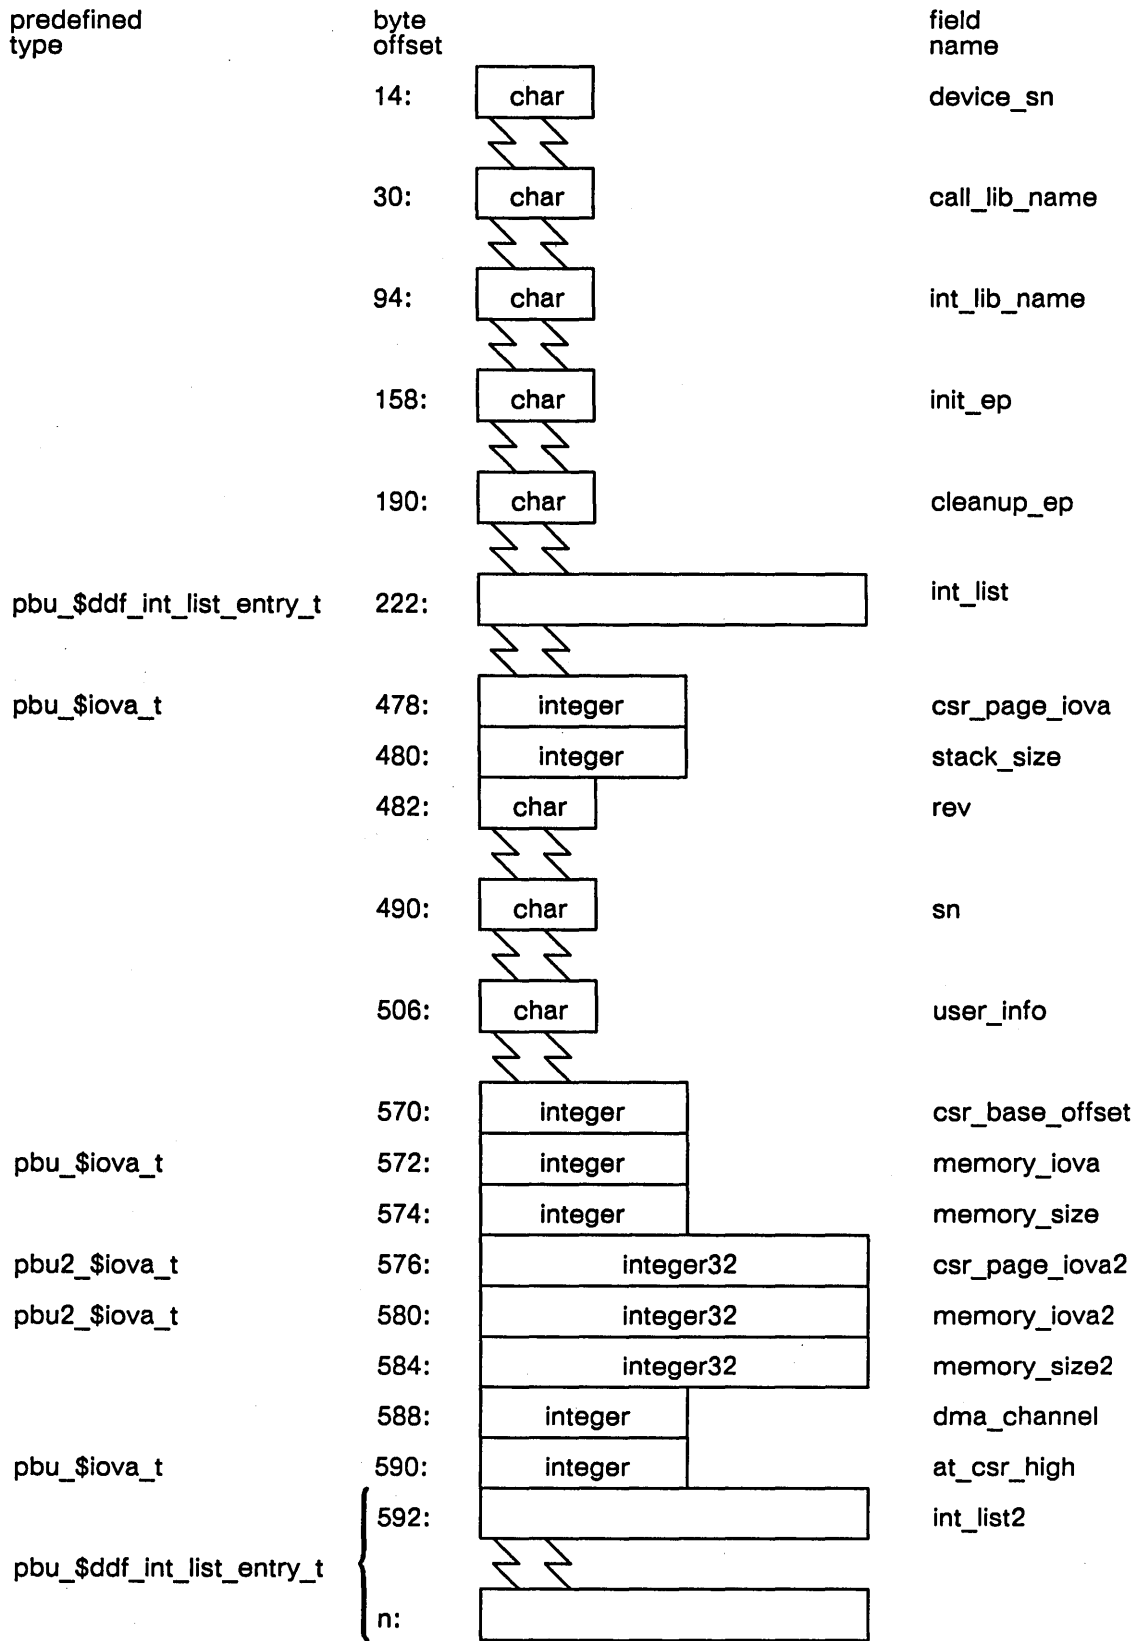 predefined type byte offset field name
14: char device_sn
30: char call_lib_name
94: char int_lib_name
158: char init_ep
190: char cleanup_ep
pbu_$ddf_int_list_entry_t 222: int_list
pbu_$iova_t 478: integer csr_page_iova
480: integer stack_size
482: char rev
490: char sn
506: char user_info
570: integer csr_base_offset
pbu_$iova_t 572: integer memory_iova
574: integer memory_size
pbu2_$iova_t 576: integer32 csr_page_iova2
pbu2_$iova_t 580: integer32 memory_iova2
584: integer32 memory_size2
588: integer dma_channel
pbu_$iova_t 590: integer at_csr_high
592: int_list2
pbu_$ddf_int_list_entry_t
n: